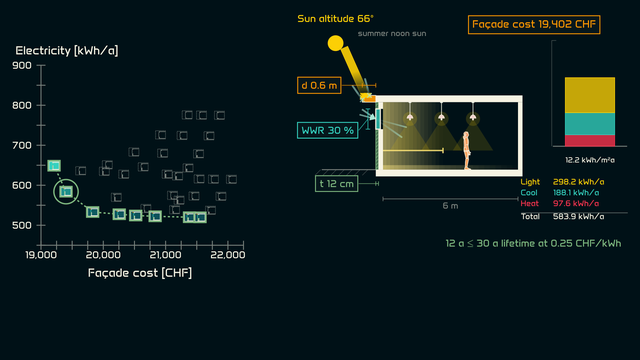 Sun altitude 66°
summer noon sun
Façade cost 19,402 CHF
Electricity [kWh/a]
900
800
700
600
500
19,000
20,000
21,000
22,000
Façade cost [CHF]
d 0.6 m
WWR 30 %
t 12 cm
6 m
12.2 kWh/m²a
Light 298.2 kWh/a
Cool 188.1 kWh/a
Heat 97.6 kWh/a
Total 583.9 kWh/a
12 a ≤ 30 a lifetime at 0.25 CHF/kWh